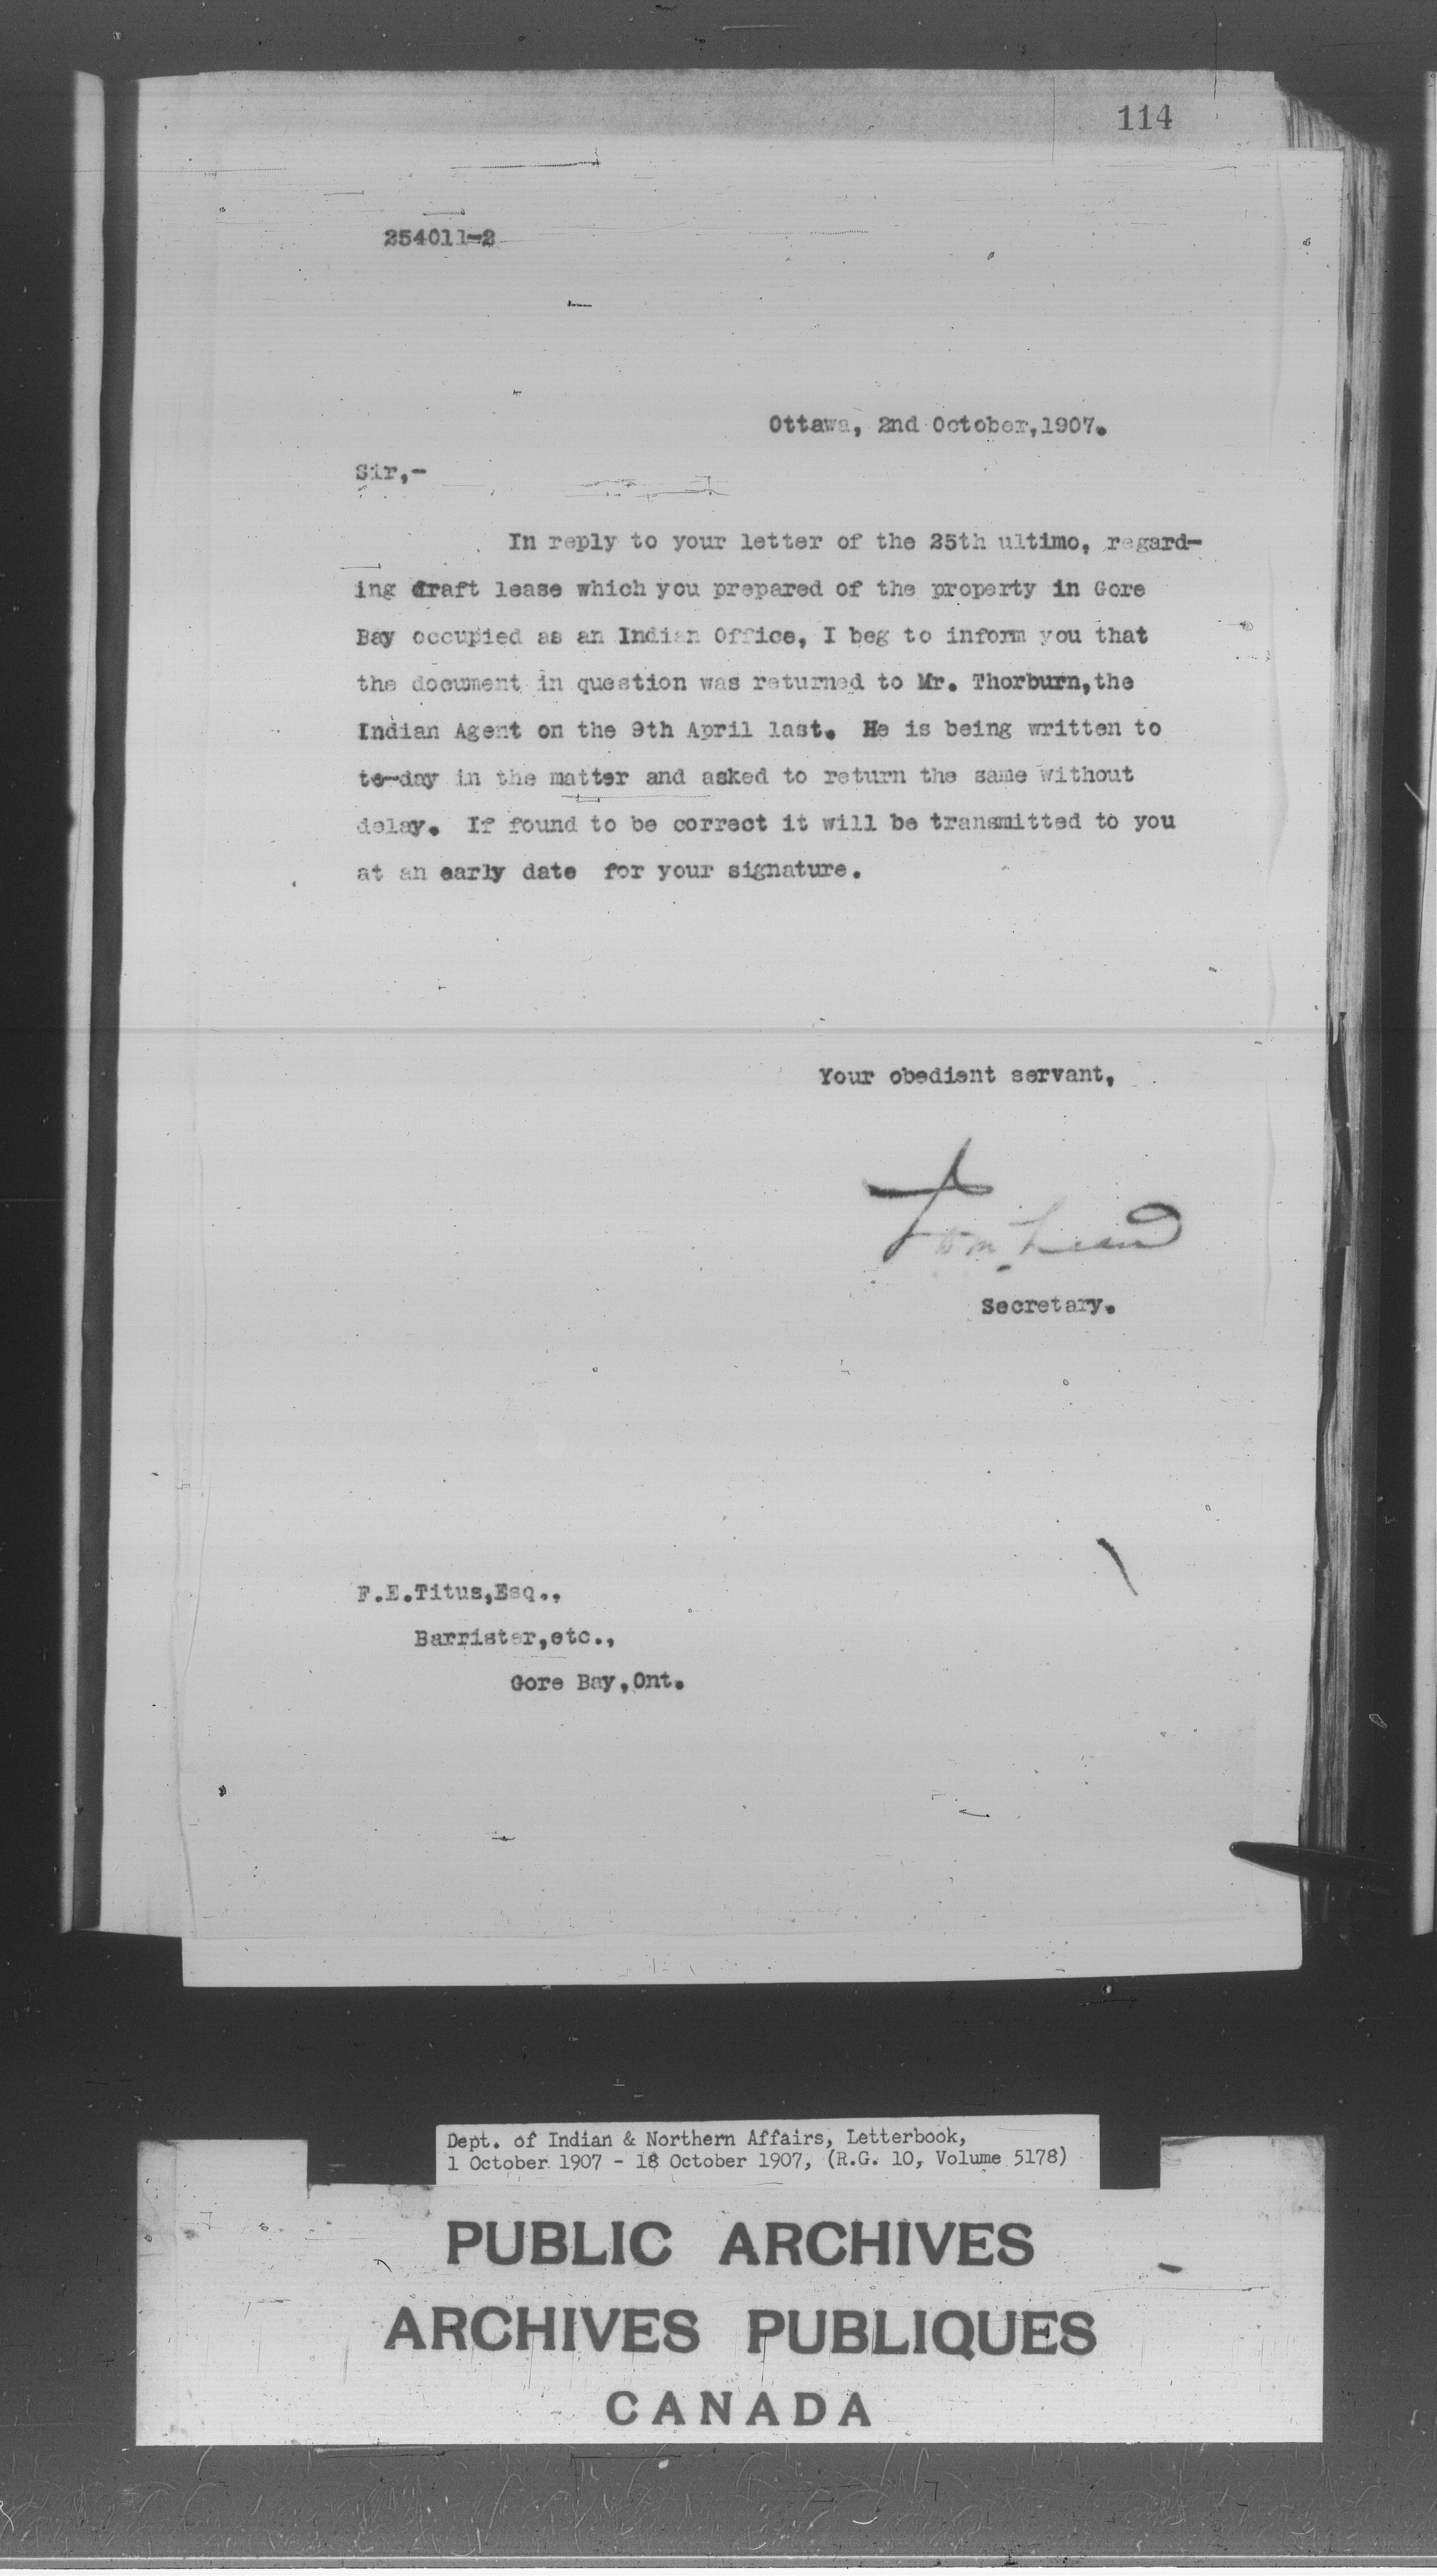 114
254011-2
Ottawa, 2nd October,1907.
Sir,-
In reply to your letter of the 25th ultimo, regard-
ing draft lease which you prepared of the property in Gore
Bay occupied as an Indian Office, I beg to inform you that
the document in question was returned to Mr. Thorburn,the
Indian Agent on the 9th April last. He is being written to
to-day in the matter and asked to return the same without
delay. If found to be correct it will be transmitted to you
at an early date for your signature.
Your obedient servant,
Secretary.
F.E.Titus,Esq.,
Barrister,etc.,
Gore Bay,Ont.
Dept. of Indian & Northern Affairs, Letterbook,
1 October 1907 - 18 October 1907, (R.G. 10, Volume 5178)
PUBLIC ARCHIVES
ARCHIVES PUBLIQUES
CANADA